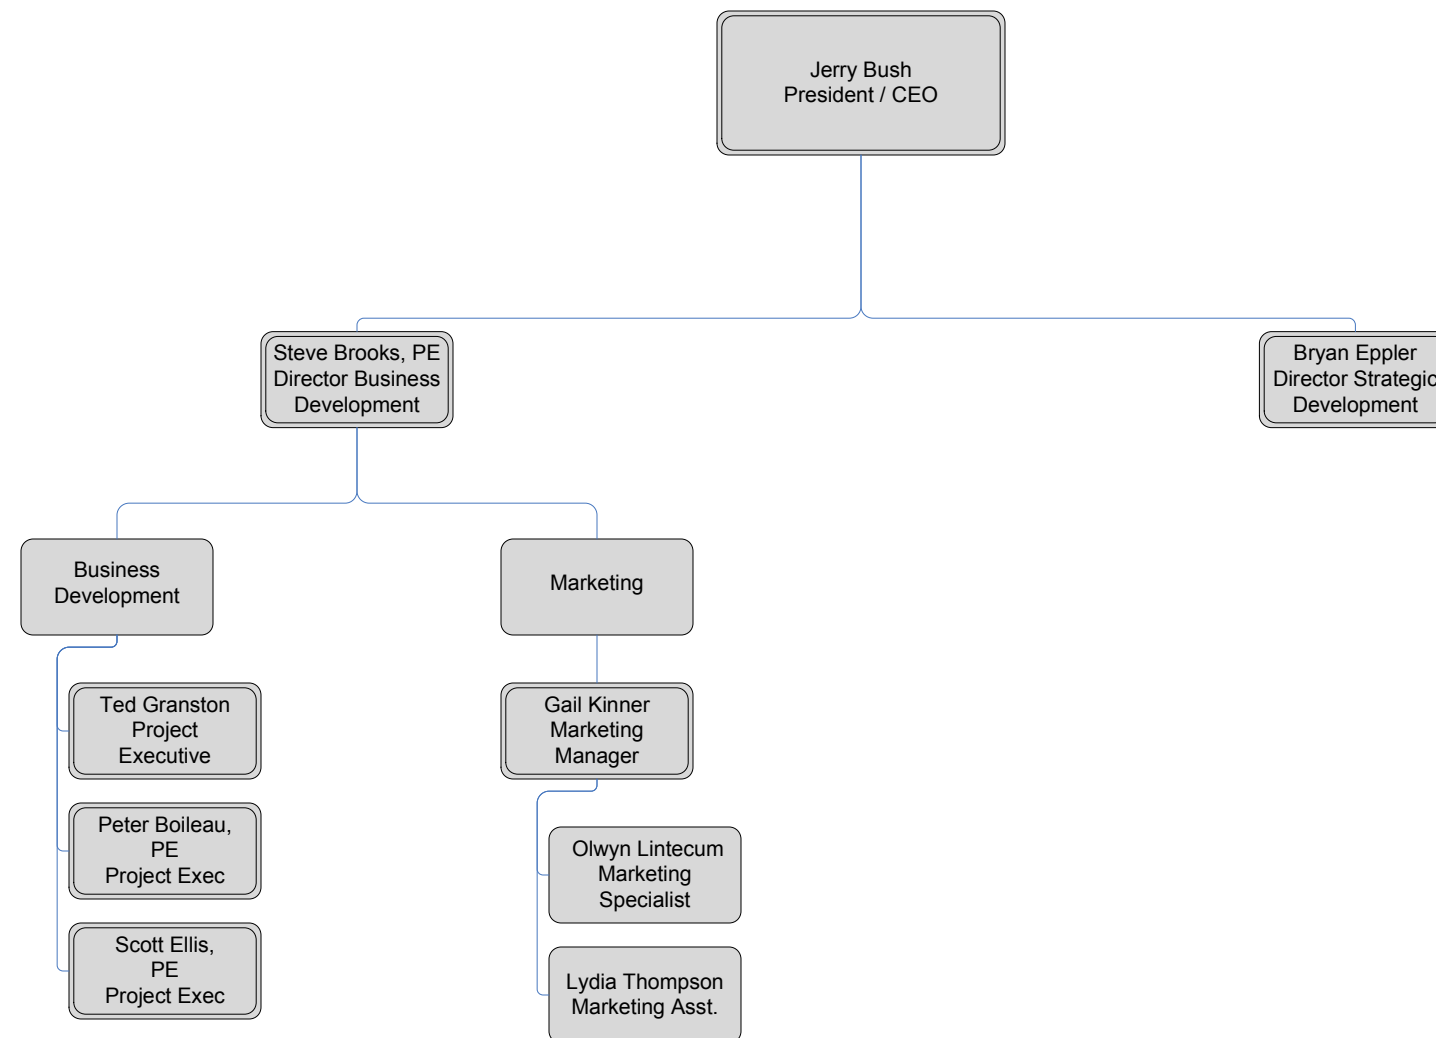 Jerry Bush
President / CEO
Steve Brooks, PE
Director Business
Development
Bryan Eppler
Director Strategic
Development
Business
Development
Marketing
Ted Granston
Project
Executive
Gail Kinner
Marketing
Manager
Peter Boileau,
PE
Project Exec
Olwyn Lintecum
Marketing
Specialist
Scott Ellis,
PE
Project Exec
Lydia Thompson
Marketing Asst.